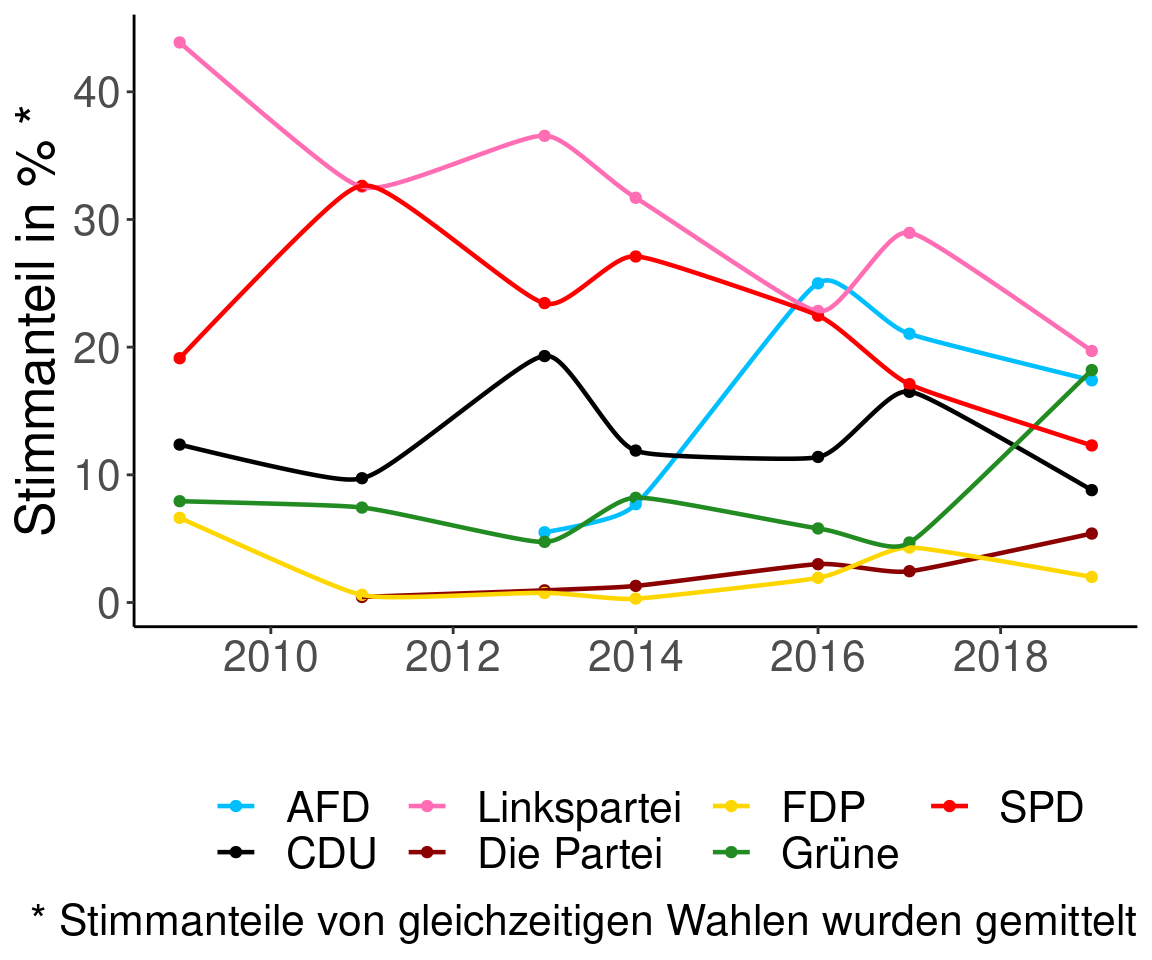 Stimmanteil in % *
40
30
20
10
0
2010 2012 2014 2016 2018
AFD Linkspartei FDP SPD
CDU Die Partei Grüne
* Stimmanteile von gleichzeitigen Wahlen wurden gemittelt